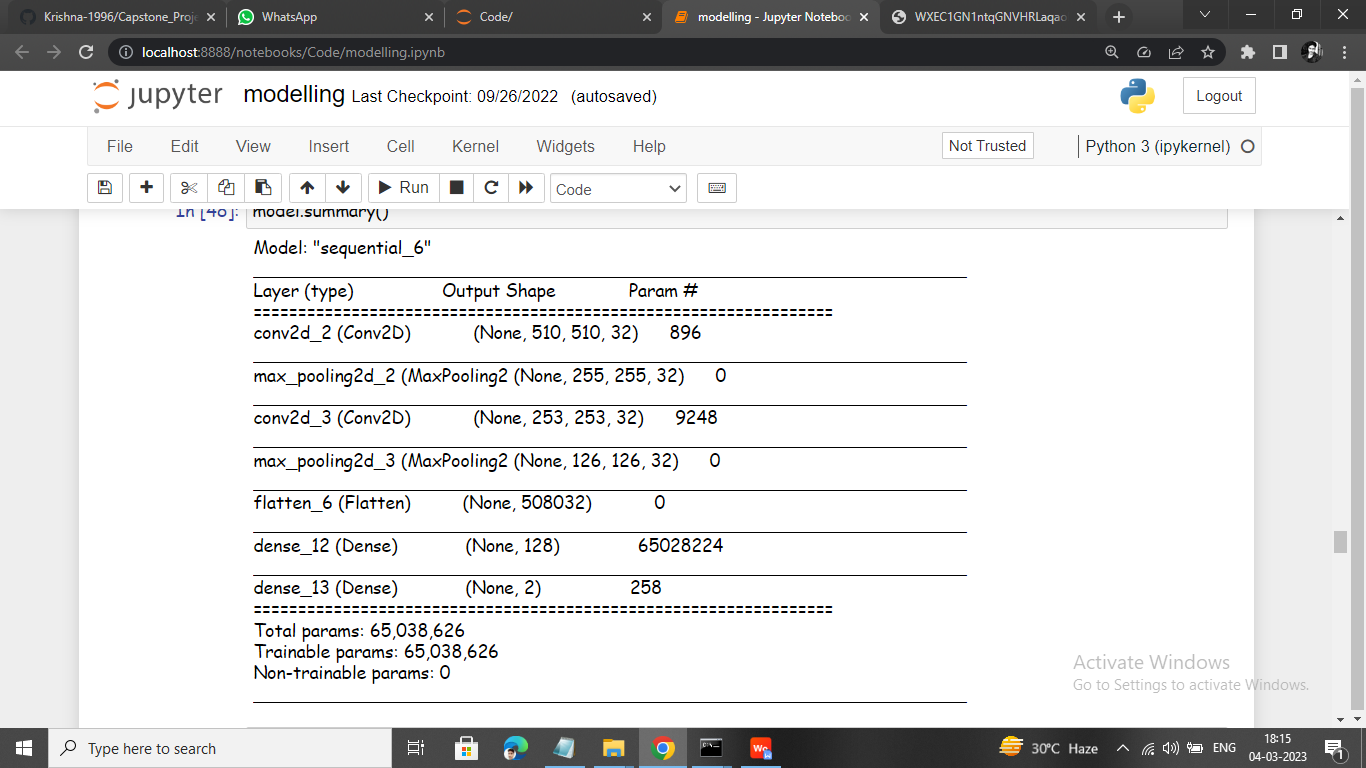 Krishna-1996/Capstone_Proje
WhatsApp
Code/
modelling - Jupyter Noteboo
WXEC1GN1ntqGNVHRLaqao
localhost:8888/notebooks/Code/modelling.ipynb
jupyter modelling Last Checkpoint: 09/26/2022 (autosaved)
Logout
File Edit View Insert Cell Kernel Widgets Help
Not Trusted
Python 3 (ipykernel)
Run
Code
model.summary()
Model: "sequential_6"
Layer (type) Output Shape Param #
=================================================================
conv2d_2 (Conv2D) (None, 510, 510, 32) 896
max_pooling2d_2 (MaxPooling2 (None, 255, 255, 32) 0
conv2d_3 (Conv2D) (None, 253, 253, 32) 9248
max_pooling2d_3 (MaxPooling2 (None, 126, 126, 32) 0
flatten_6 (Flatten) (None, 508032) 0
dense_12 (Dense) (None, 128) 65028224
dense_13 (Dense) (None, 2) 258
=================================================================
Total params: 65,038,626
Trainable params: 65,038,626
Non-trainable params: 0
Activate Windows
Go to Settings to activate Windows.
Type here to search
30°C Haze
ENG
18:15
04-03-2023